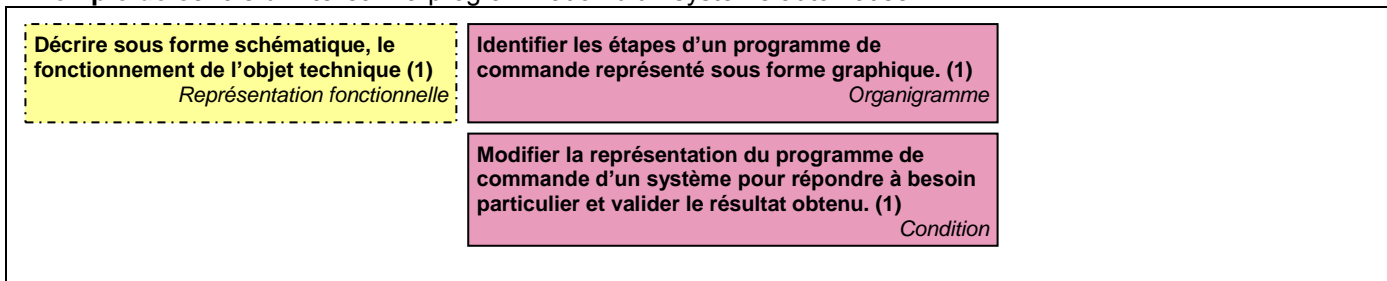 Décrire sous forme schématique, le
fonctionnement de l'objet technique (1)
Représentation fonctionnelle
Identifier les étapes d'un programme de
commande représenté sous forme graphique. (1)
Organigramme
Modifier la représentation du programme de
commande d'un système pour répondre à besoin
particulier et valider le résultat obtenu. (1)
Condition